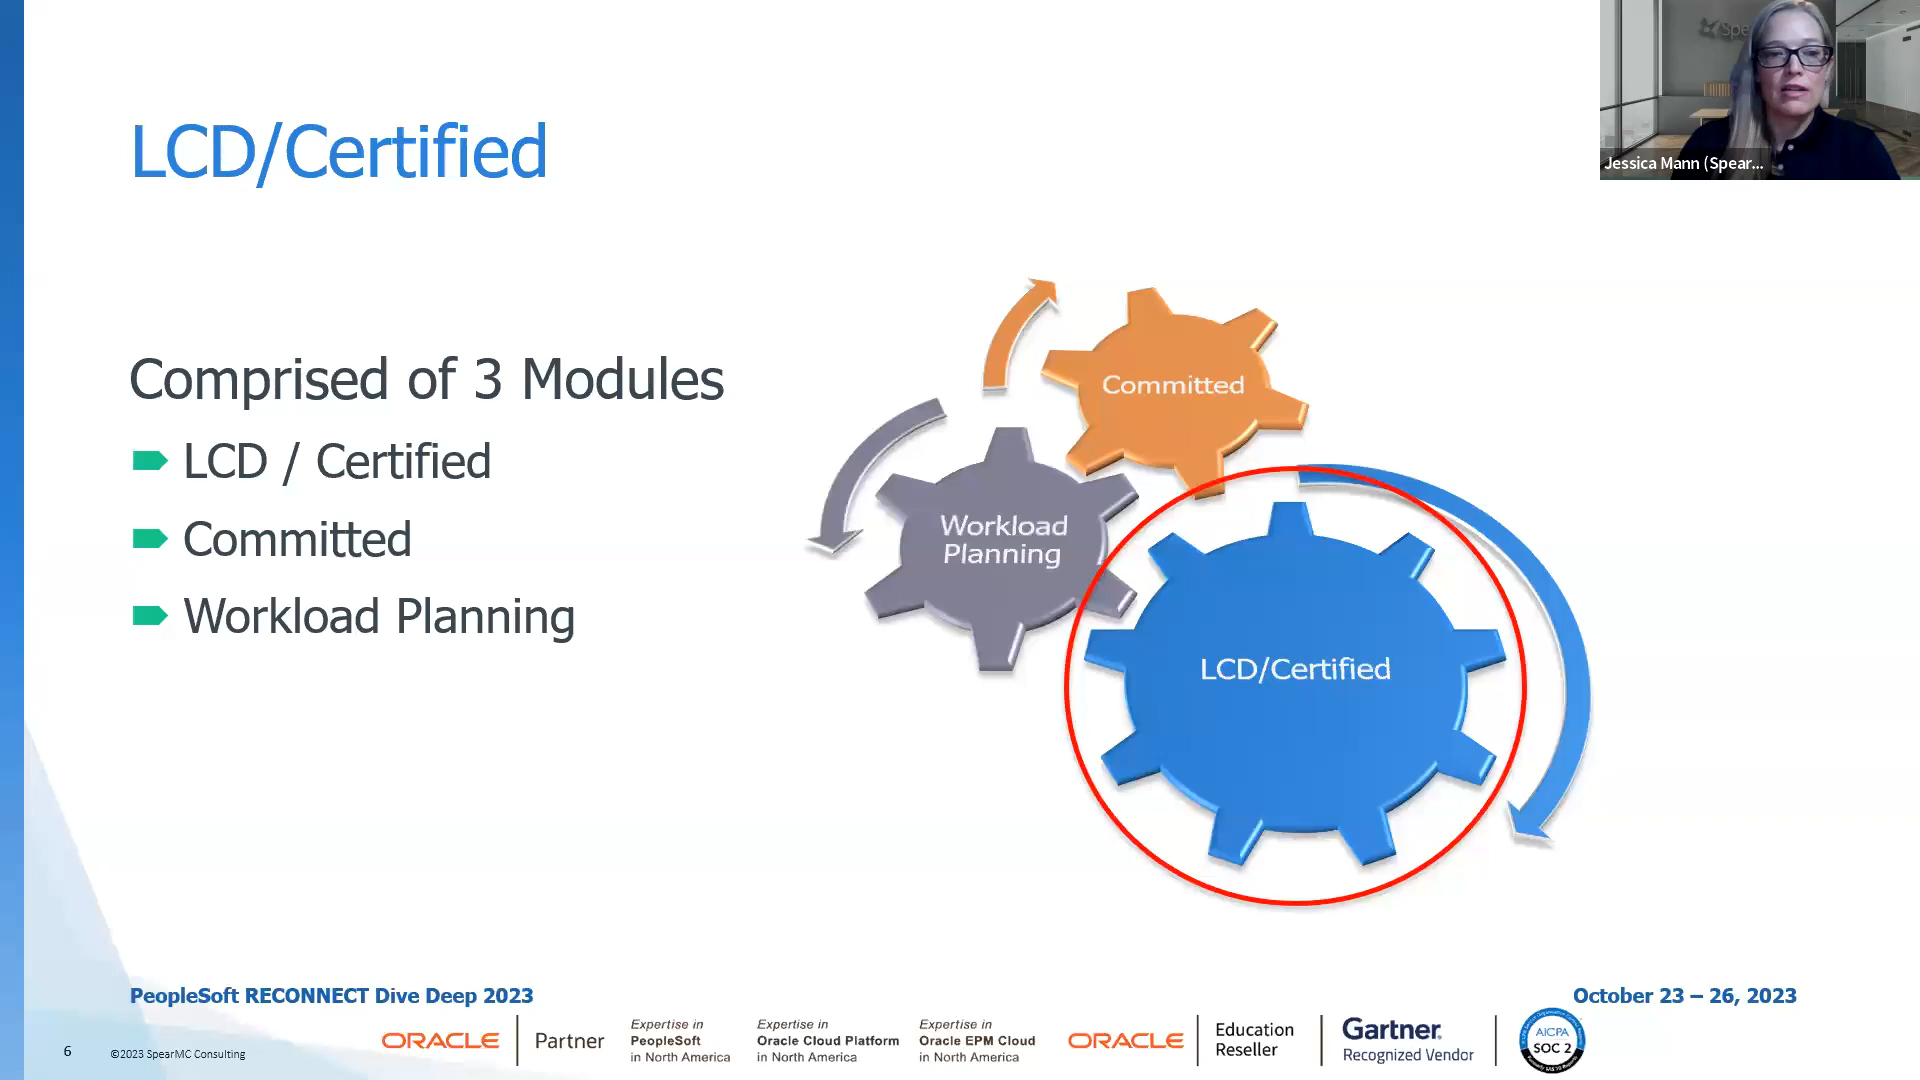 Spe
Jessica Mann (Spear...
LCD/Certified
Comprised of 3 Modules
LCD / Certified
Committed
Workload Planning
Committed
Workload
Planning
LCD/Certified
PeopleSoft RECONNECT Dive Deep 2023
October 23 – 26, 2023
6
©2023 SpearMC Consulting
ORACLE
Partner
Expertise in
PeopleSoft
in North America
Expertise in
Oracle Cloud Platform
in North America
Expertise in
Oracle EPM Cloud
in North America
ORACLE
Education
Reseller
Gartner
Recognized Vendor
AICPA
SOC 2